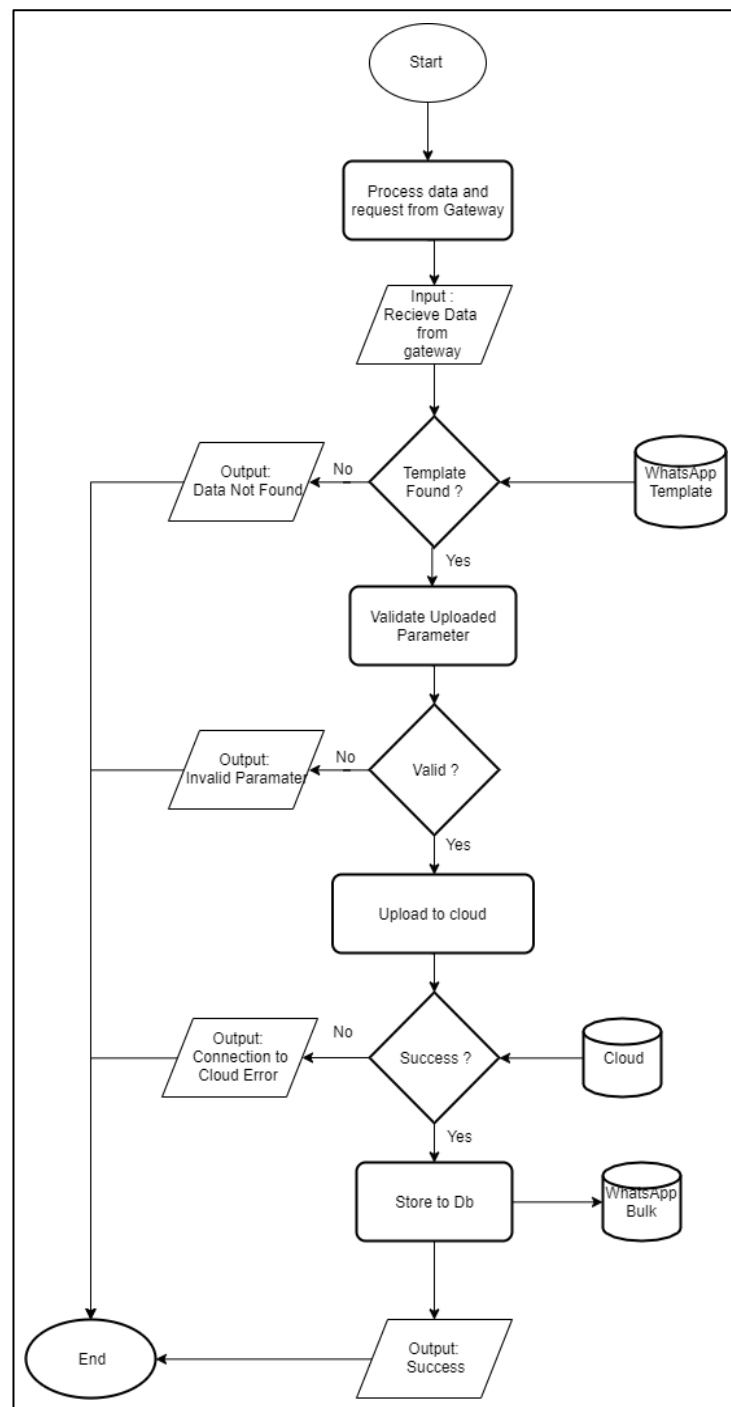 Start
Process data and
request from Gateway
Input :
Recieve Data
from
gateway
Output:
Data Not Found
No
Template
Found ?
WhatsApp
Template
Yes
Validate Uploaded
Parameter
Output:
Invalid Paramater
No
Valid ?
Yes
Upload to cloud
Output:
Connection to
Cloud Error
No
Success ?
Cloud
Yes
Store to Db
WhatsApp
Bulk
End
Output:
Success